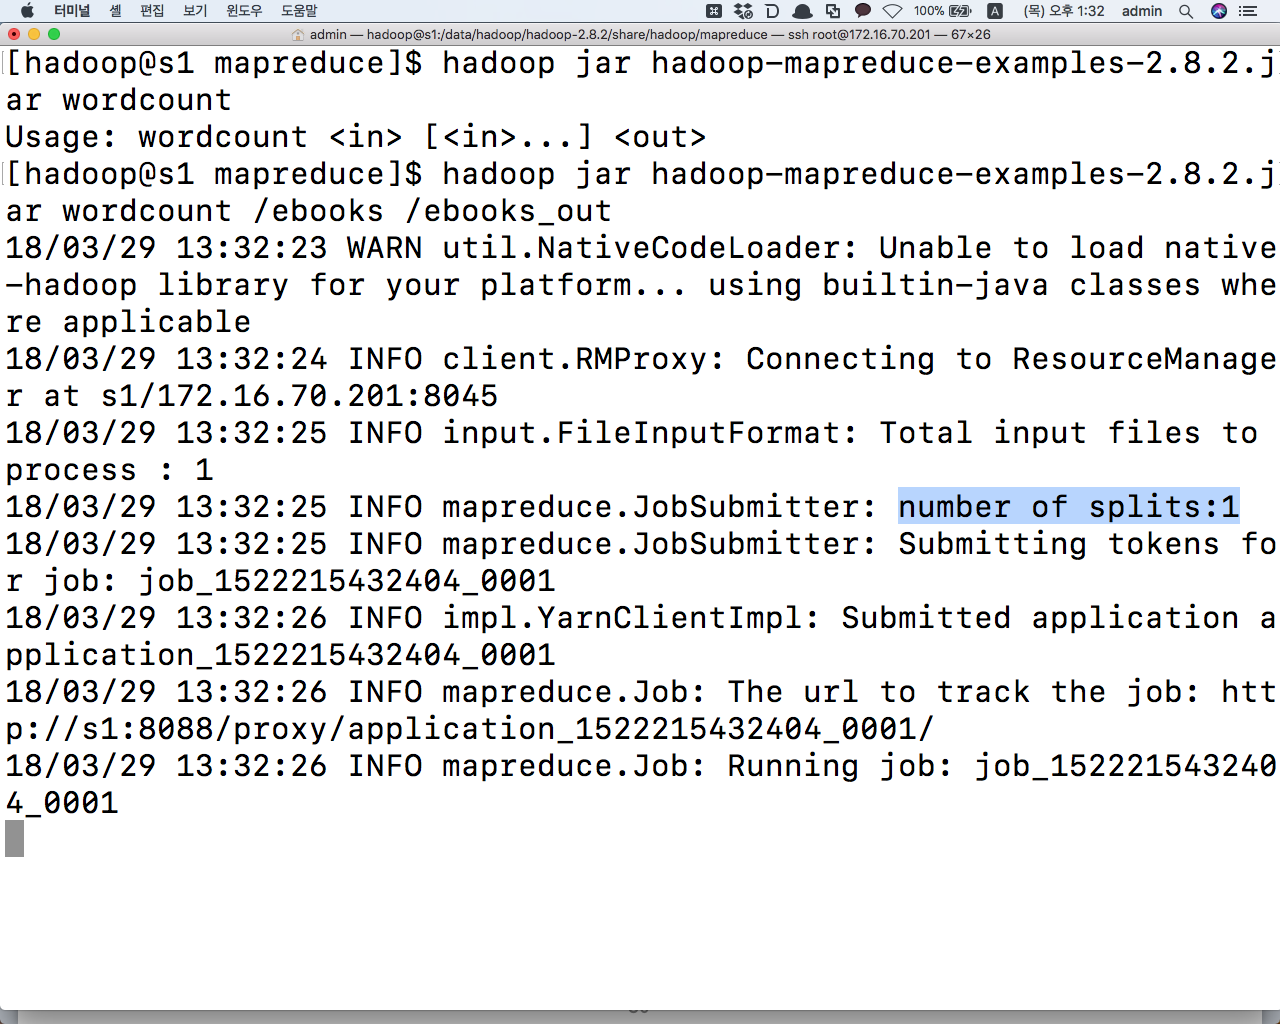 터미널 셸 편집 보기 윈도우 도움말 100% A (목) 오후 1:32 admin
admin — hadoop@s1:/data/hadoop/hadoop-2.8.2/share/hadoop/mapreduce — ssh root@172.16.70.201 — 67×26
[hadoop@s1 mapreduce]$ hadoop jar hadoop-mapreduce-examples-2.8.2.j
ar wordcount
Usage: wordcount <in> [<in>...] <out>
[hadoop@s1 mapreduce]$ hadoop jar hadoop-mapreduce-examples-2.8.2.j
ar wordcount /ebooks /ebooks_out
18/03/29 13:32:23 WARN util.NativeCodeLoader: Unable to load native
-hadoop library for your platform... using builtin-java classes whe
re applicable
18/03/29 13:32:24 INFO client.RMProxy: Connecting to ResourceManage
r at s1/172.16.70.201:8045
18/03/29 13:32:25 INFO input.FileInputFormat: Total input files to
process : 1
18/03/29 13:32:25 INFO mapreduce.JobSubmitter: number of splits:1
18/03/29 13:32:25 INFO mapreduce.JobSubmitter: Submitting tokens fo
r job: job_1522215432404_0001
18/03/29 13:32:26 INFO impl.YarnClientImpl: Submitted application a
pplication_1522215432404_0001
18/03/29 13:32:26 INFO mapreduce.Job: The url to track the job: htt
p://s1:8088/proxy/application_1522215432404_0001/
18/03/29 13:32:26 INFO mapreduce.Job: Running job: job_152221543240
4_0001